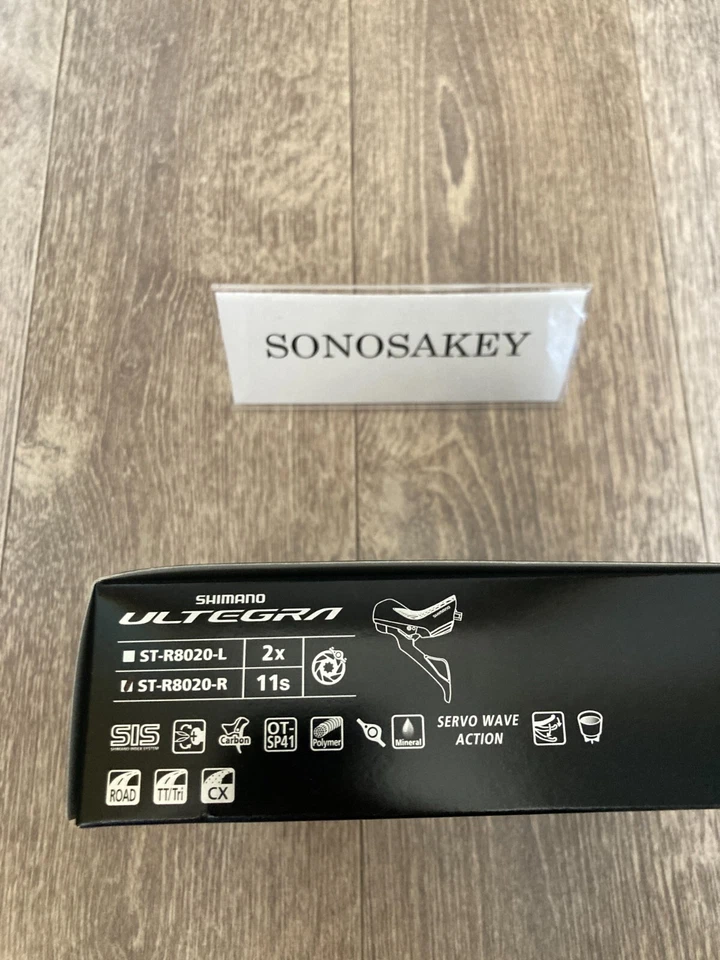 SONOSAKEY
SHIMANO
ULTEGRA
ST-R8020-L 2x
ST-R8020-R 11s
SIS
SHIMANO INDEX SYSTEM
Carbon
OT-SP41
Polymer
Mineral
SERVO WAVE
ACTION
ROAD
TT/Tri
CX